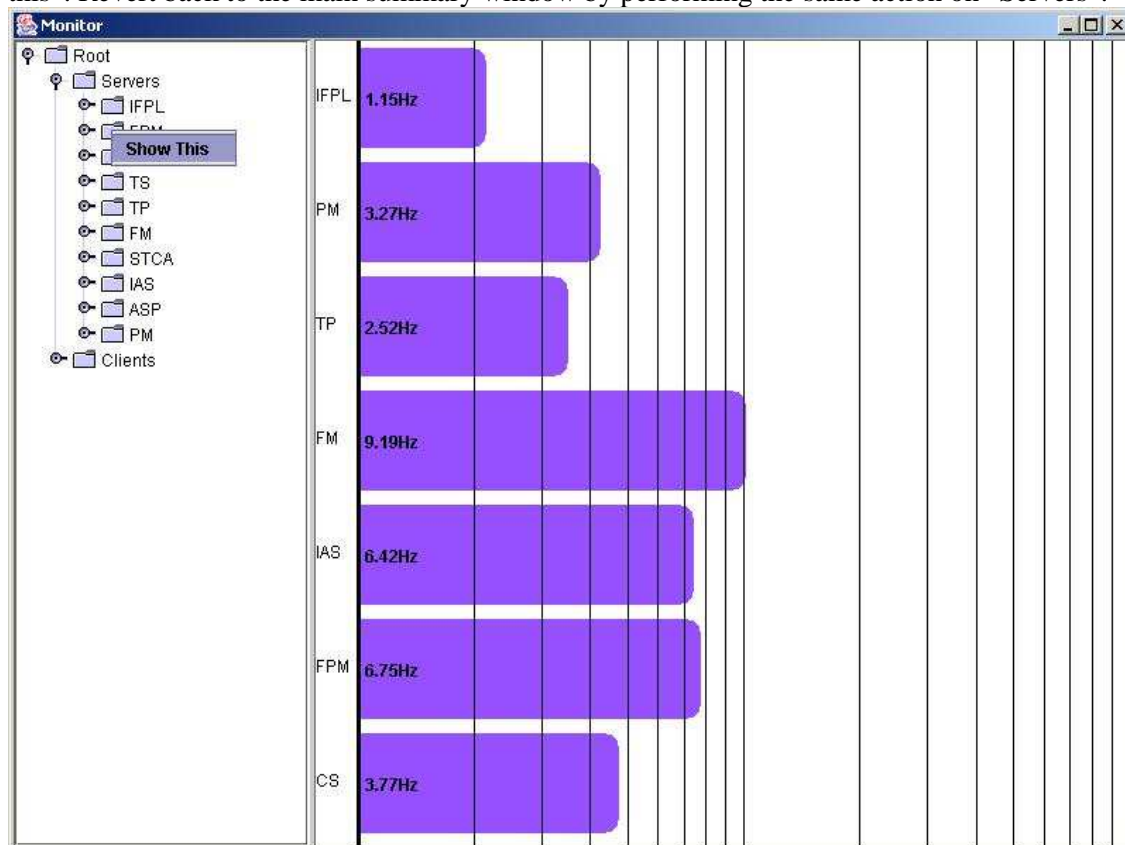 this". Revert back to the main summary window by performing the same action on "Servers".
Monitor
Root
Servers
IFPL
Show This
TS
TP
FM
STCA
IAS
ASP
PM
Clients
IFPL 1.15Hz
PM 3.27Hz
TP 2.52Hz
FM 9.19Hz
IAS 6.42Hz
FPM 6.75Hz
CS 3.77Hz